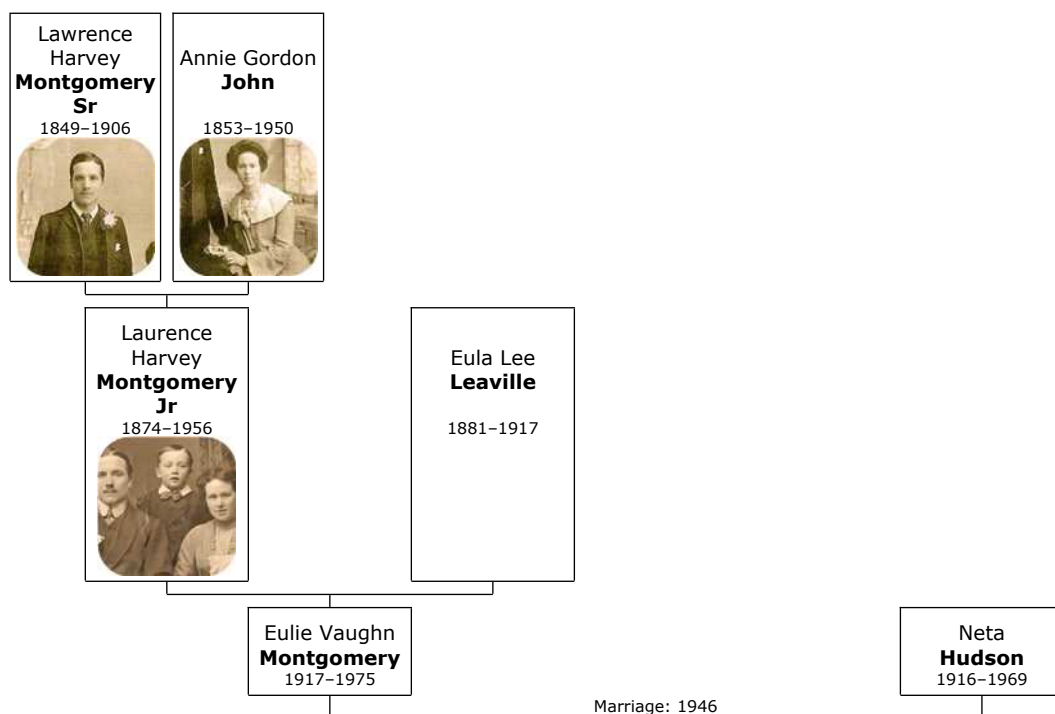 Lawrence
Harvey
Montgomery
Sr
1849–1906
Annie Gordon
John
1853–1950
Laurence
Harvey
Montgomery
Jr
1874–1956
Eula Lee
Leaville
1881–1917
Eulie Vaughn
Montgomery
1917–1975
Neta
Hudson
1916–1969
Marriage: 1946